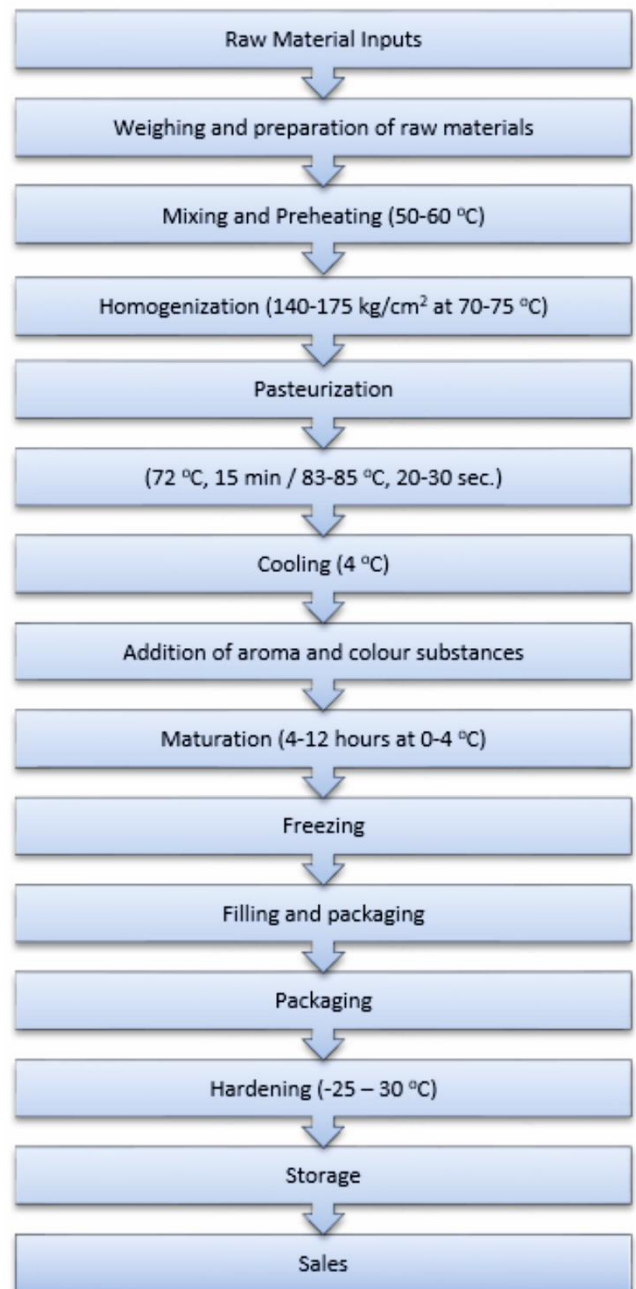 Raw Material Inputs
Weighing and preparation of raw materials
Mixing and Preheating (50-60 °C)
Homogenization (140-175 kg/cm² at 70-75 °C)
Pasteurization
(72 °C, 15 min / 83-85 °C, 20-30 sec.)
Cooling (4 °C)
Addition of aroma and colour substances
Maturation (4-12 hours at 0-4 °C)
Freezing
Filling and packaging
Packaging
Hardening (-25 – 30 °C)
Storage
Sales